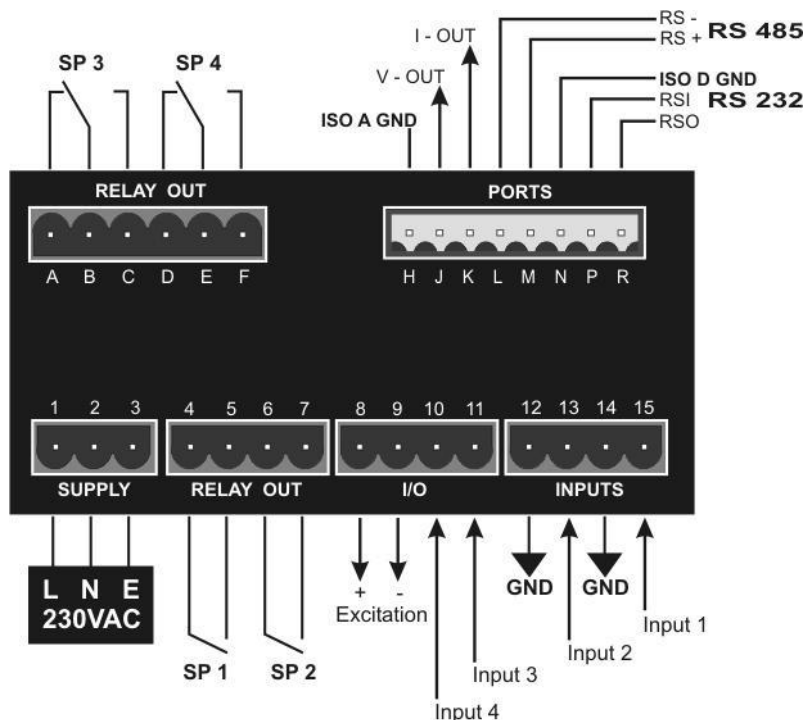 SP 3 SP 4
I - OUT
V - OUT
ISO A GND
RS -
RS + RS 485
ISO D GND
RSI RS 232
RSO
RELAY OUT PORTS
A B C D E F H J K L M N P R
1 2 3 4 5 6 7 8 9 10 11 12 13 14 15
SUPPLY RELAY OUT I/O INPUTS
L N E
230VAC
+ -
Excitation
GND GND
SP 1 SP 2
Input 1
Input 2
Input 3
Input 4